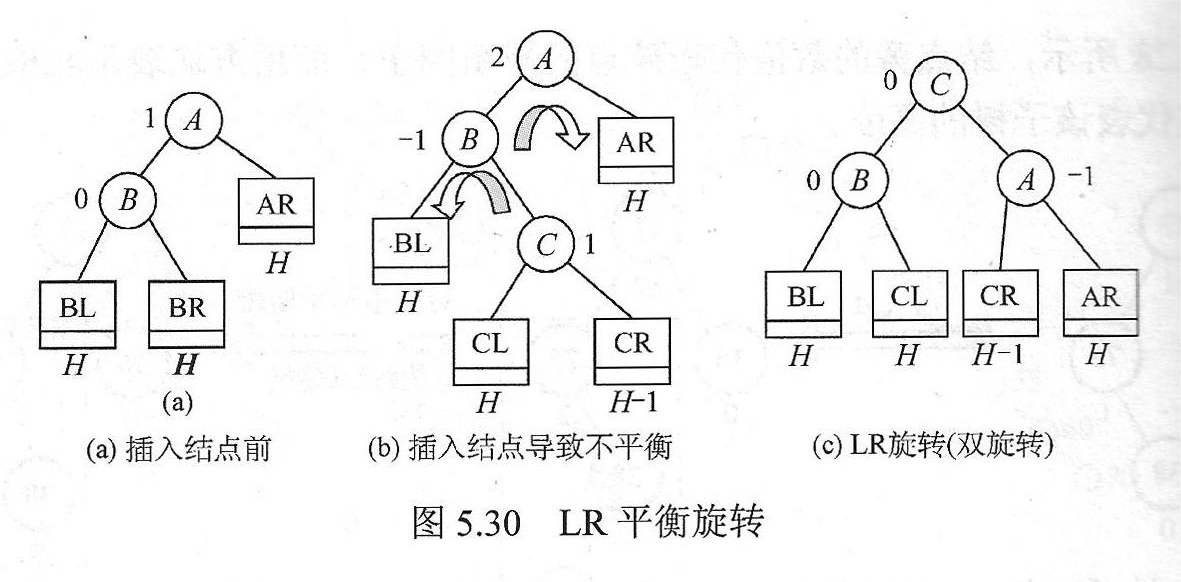 1 A
0 B
AR
H
BL BR
H H
(a)
(a) 插入结点前
2 A
-1 B
AR
H
BL
H
C 1
CL CR
H H-1
(b) 插入结点导致不平衡
0 C
0 B A -1
BL CL CR AR
H H H-1 H
(c) LR旋转(双旋转)
图 5.30 LR 平衡旋转